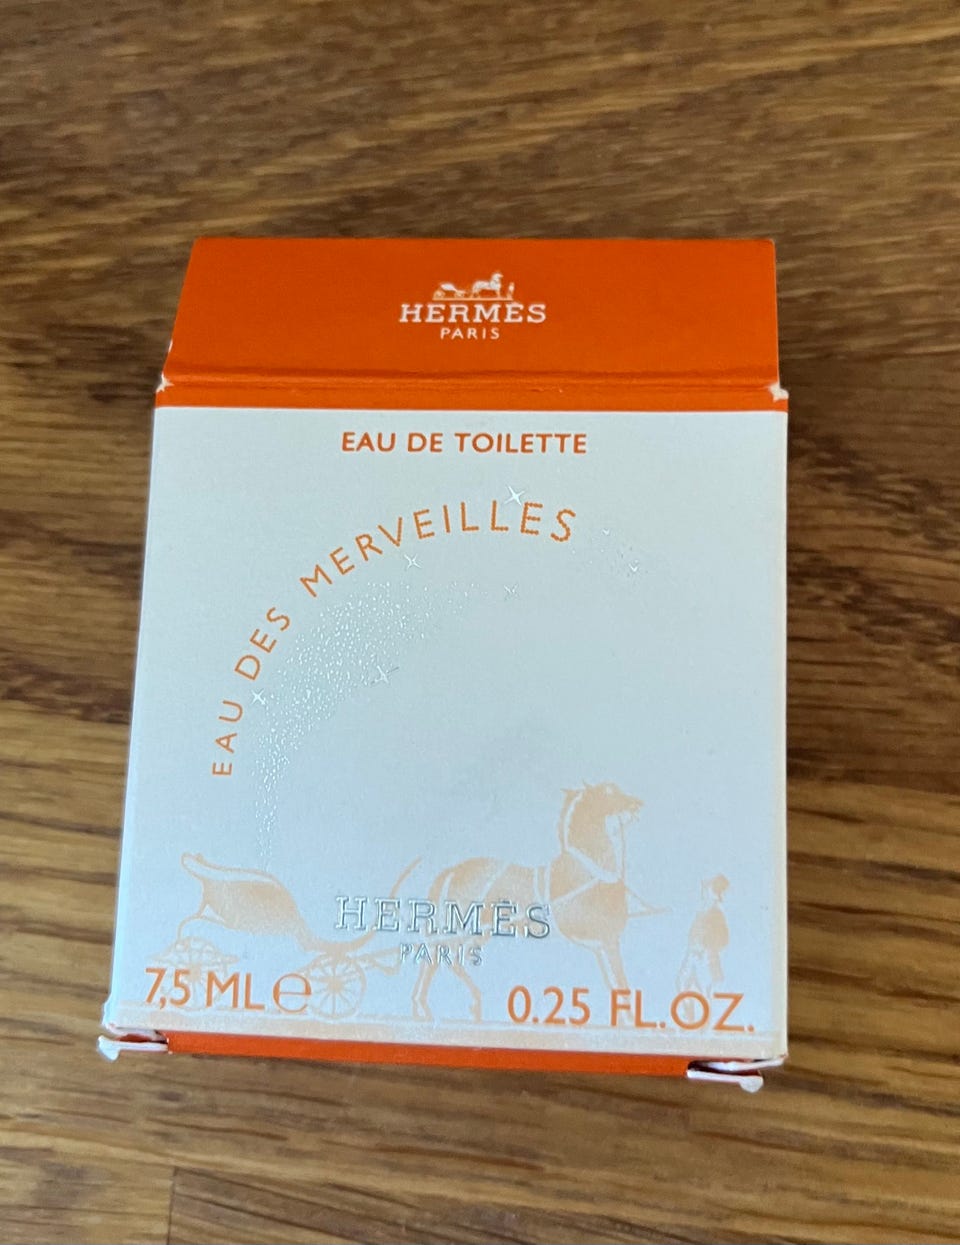 HERMÈS
PARIS
EAU DE TOILETTE
EAU DES MERVEILLES
HERMÈS
PARIS
7,5 ML ℮
0.25 FL.OZ.